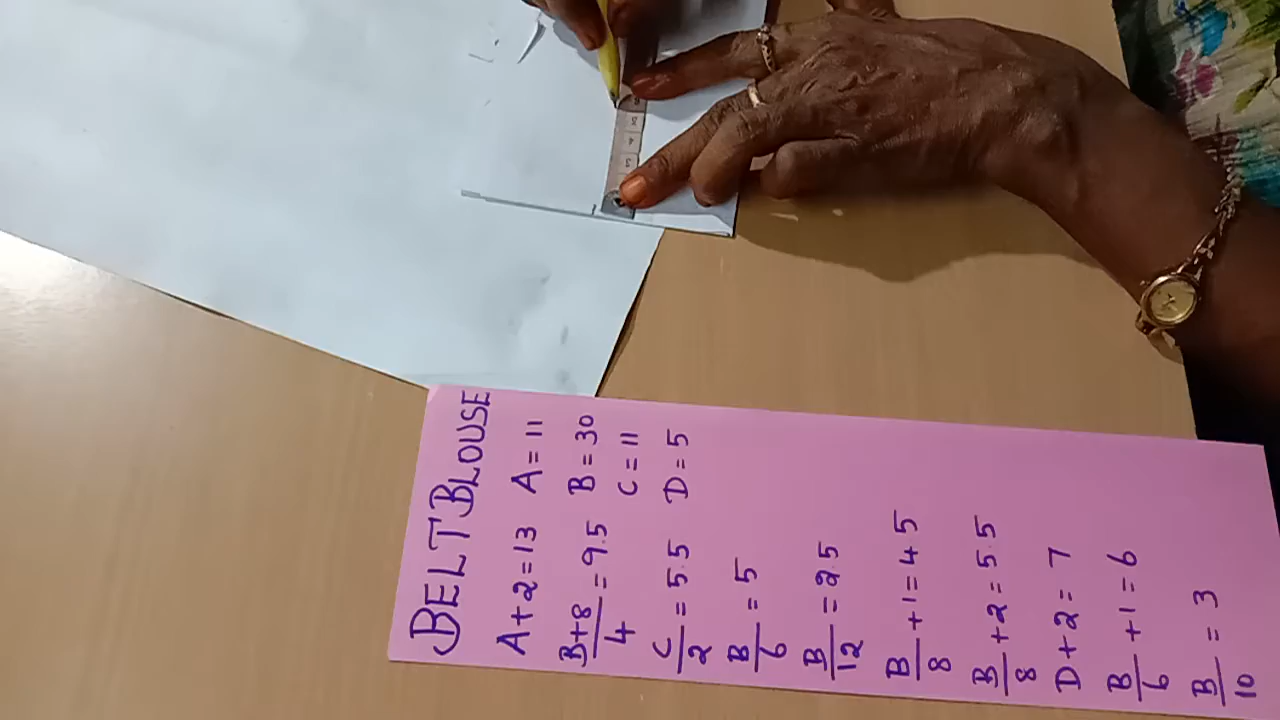 BELT BLOUSE
A+2=13 A=11
B+8/4 = 9.5 B=30
C=11
C/2 = 5.5 D=5
B/6 = 5
B/12 = 2.5
B/8 +1=4 5
B/8 +2=5.5
D+2= 7
B/6 +1=6
B/10 = 3